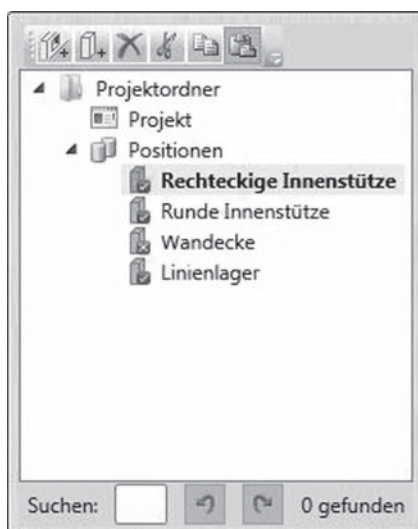 Projektordner
Projekt
Positionen
Rechteckige Innenstütze
Runde Innenstütze
Wandecke
Linienlager
Suchen: 0 gefunden